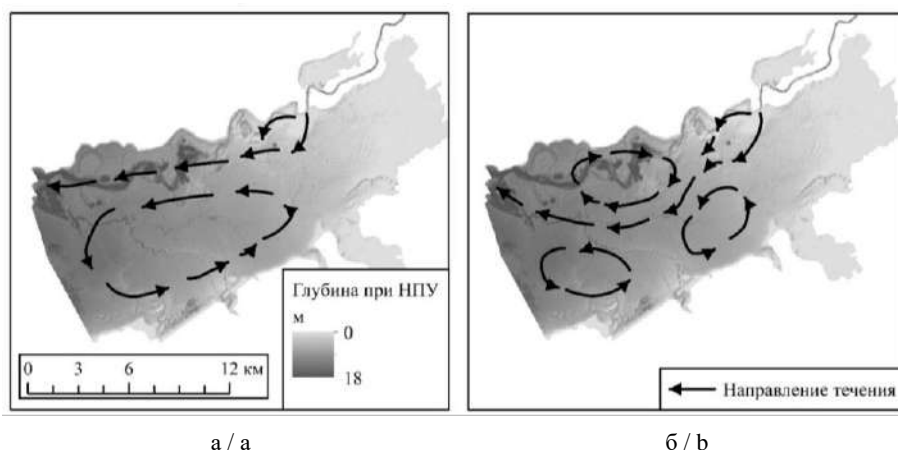 Глубина при НПУ
м
0
18
0 3 6 12 км
Направление течения
а / a
б / b